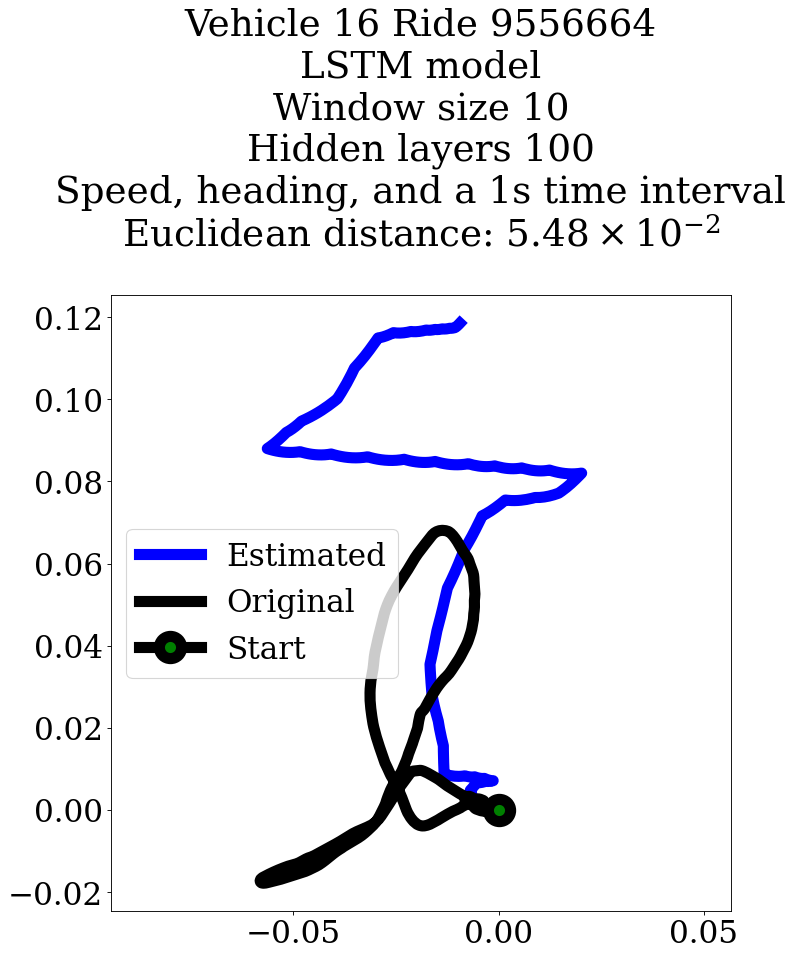 Vehicle 16 Ride 9556664
LSTM model
Window size 10
Hidden layers 100
Speed, heading, and a 1s time interval
Euclidean distance: 5.48 × 10⁻²
0.12
0.10
0.08
0.06
0.04
0.02
0.00
−0.02
Estimated
Original
Start
−0.05
0.00
0.05